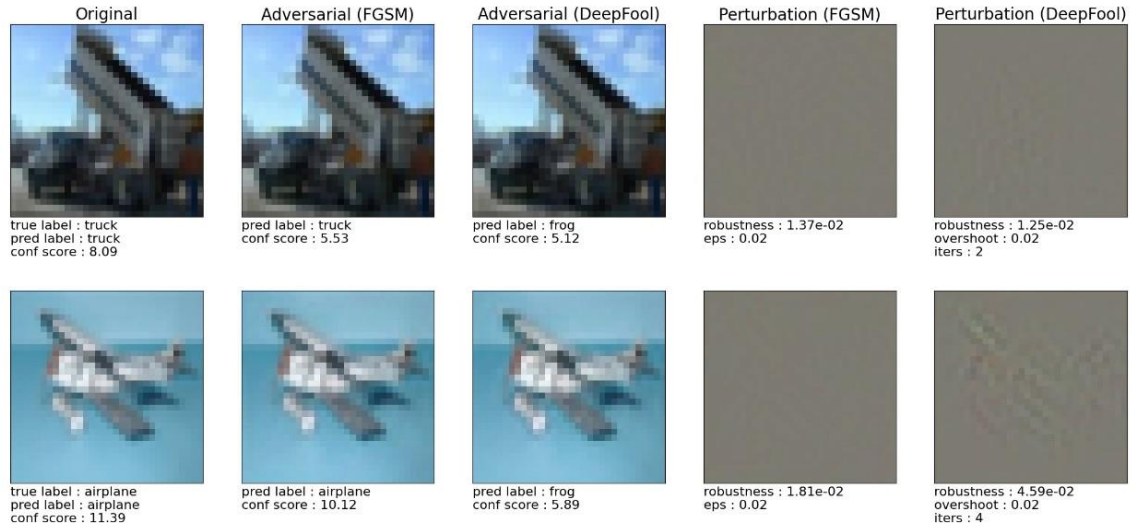 Original
Adversarial (FGSM)
Adversarial (DeepFool)
Perturbation (FGSM)
Perturbation (DeepFool)
true label : truck
pred label : truck
conf score : 8.09
pred label : truck
conf score : 5.53
pred label : frog
conf score : 5.12
robustness : 1.37e-02
eps : 0.02
robustness : 1.25e-02
overshoot : 0.02
iters : 2
true label : airplane
pred label : airplane
conf score : 11.39
pred label : airplane
conf score : 10.12
pred label : frog
conf score : 5.89
robustness : 1.81e-02
eps : 0.02
robustness : 4.59e-02
overshoot : 0.02
iters : 4